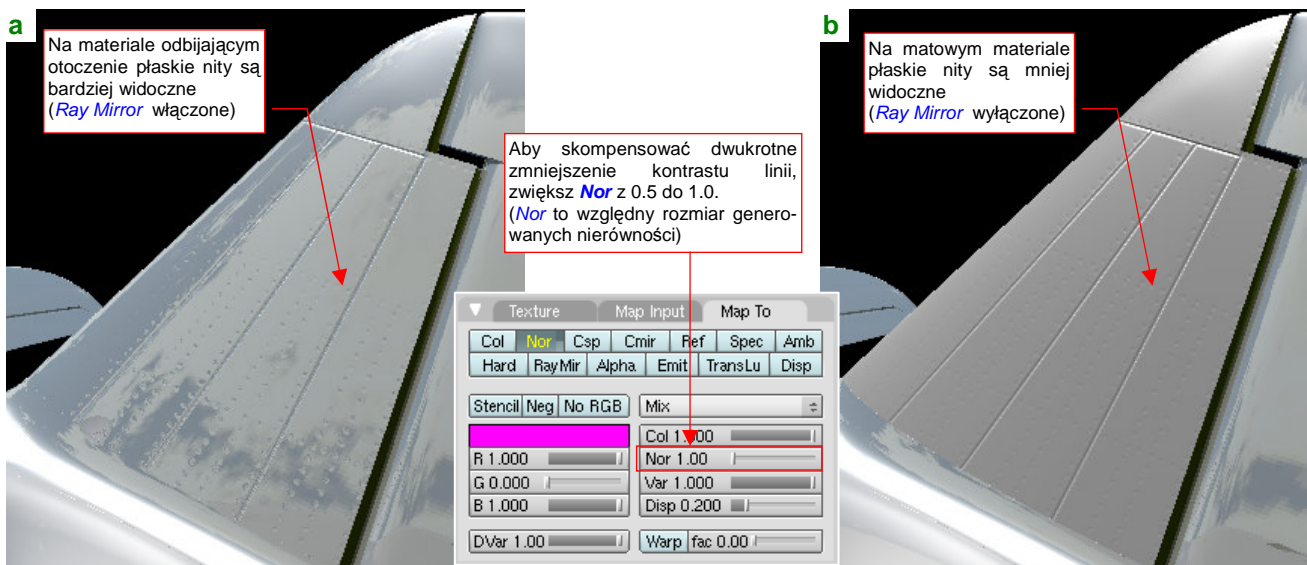 a
Na materiale odbijającym
otoczenie płaskie nity są
bardziej widoczne
(Ray Mirror włączone)
Aby skompensować dwukrotne
zmniejszenie kontrastu linii,
zwiększ Nor z 0.5 do 1.0.
(Nor to względny rozmiar genero-
wanych nierówności)
b
Na matowym materiale
płaskie nity są mniej
widoczne
(Ray Mirror wyłączone)
Texture Map Input Map To
Col Nor Csp Cmir Ref Spec Amb
Hard RayMir Alpha Emit TransLu Disp
Stencil Neg No RGB Mix
Col 1.000
R 1.000 Nor 1.00
G 0.000 Var 1.000
B 1.000 Disp 0.200
DVar 1.00 Warp fac 0.00